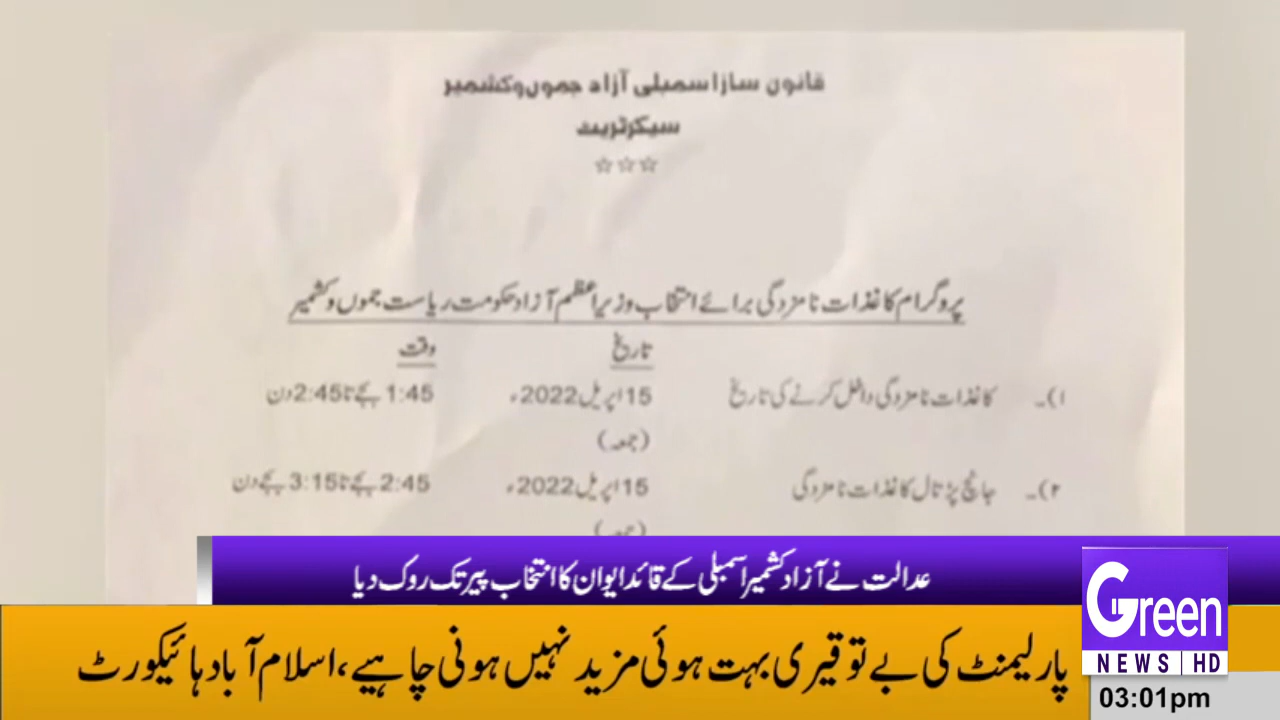 قانون ساز اسمبلی آزاد جموں و کشمیر
سیکرٹریٹ
☆☆☆
پروگرام کاغذات نامزدگی برائے انتخاب وزیراعظم آزاد حکومت ریاست جموں و کشمیر
تاریخ وقت
۱)۔ کاغذات نامزدگی داخل کرنے کی تاریخ 15 اپریل 2022ء 1:45 بجے تا 2:45 دن
(جمعہ)
۲)۔ جانچ پڑتال کاغذات نامزدگی 15 اپریل 2022ء 2:45 بجے تا 3:15 بجے دن
(جمعہ)
عدالت نے آزاد کشمیر اسمبلی کے قائد ایوان کا انتخاب پیر تک روک دیا
پارلیمنٹ کی بے توقیری بہت ہوئی مزید نہیں ہونی چاہیے، اسلام آباد ہائیکورٹ
Green
NEWS HD
03:01pm